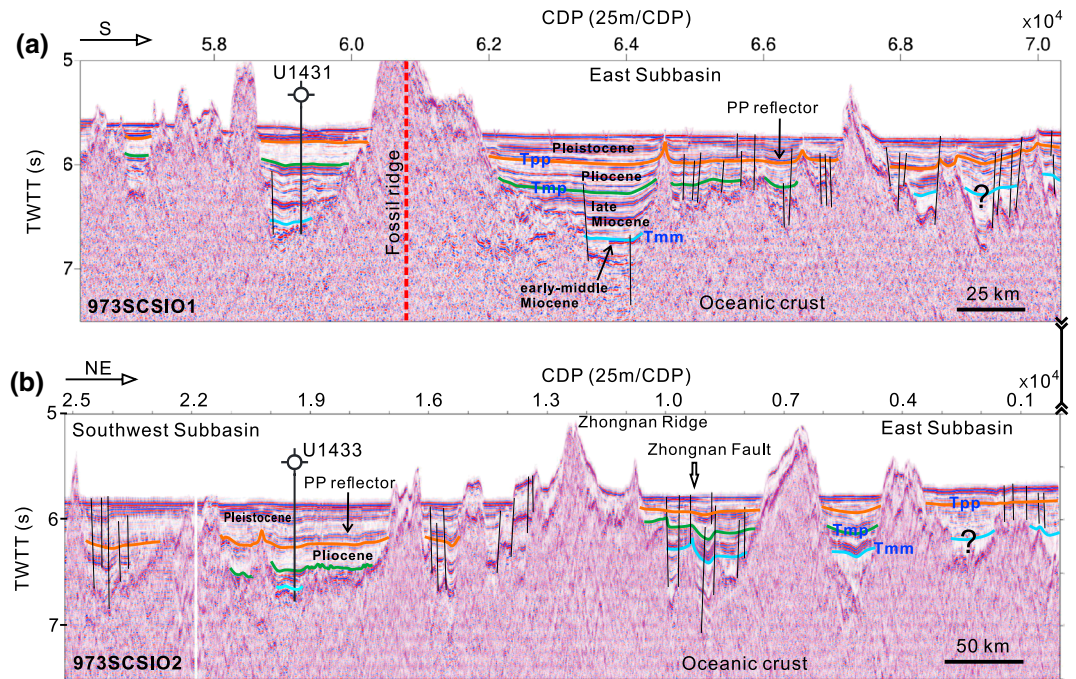 CDP (25m/CDP)
x10⁴
(a)
S
5.8
6.0
6.2
6.4
6.6
6.8
7.0
5
U1431
East Subbasin
PP reflector
Pleistocene
Tpp
6
Pliocene
Tmp
TWTT (s)
Fossil ridge
late
Miocene
?
Tmm
7
early-middle
Miocene
Oceanic crust
25 km
973SCSIO1
(b)
NE
CDP (25m/CDP)
x10⁴
2.5
2.2
1.9
1.6
1.3
1.0
0.7
0.4
0.1
5
Southwest Subbasin
Zhongnan Ridge
East Subbasin
U1433
Zhongnan Fault
PP reflector
Tpp
Pleistocene
6
Tmp
?
TWTT (s)
Pliocene
Tmm
7
973SCSIO2
Oceanic crust
50 km